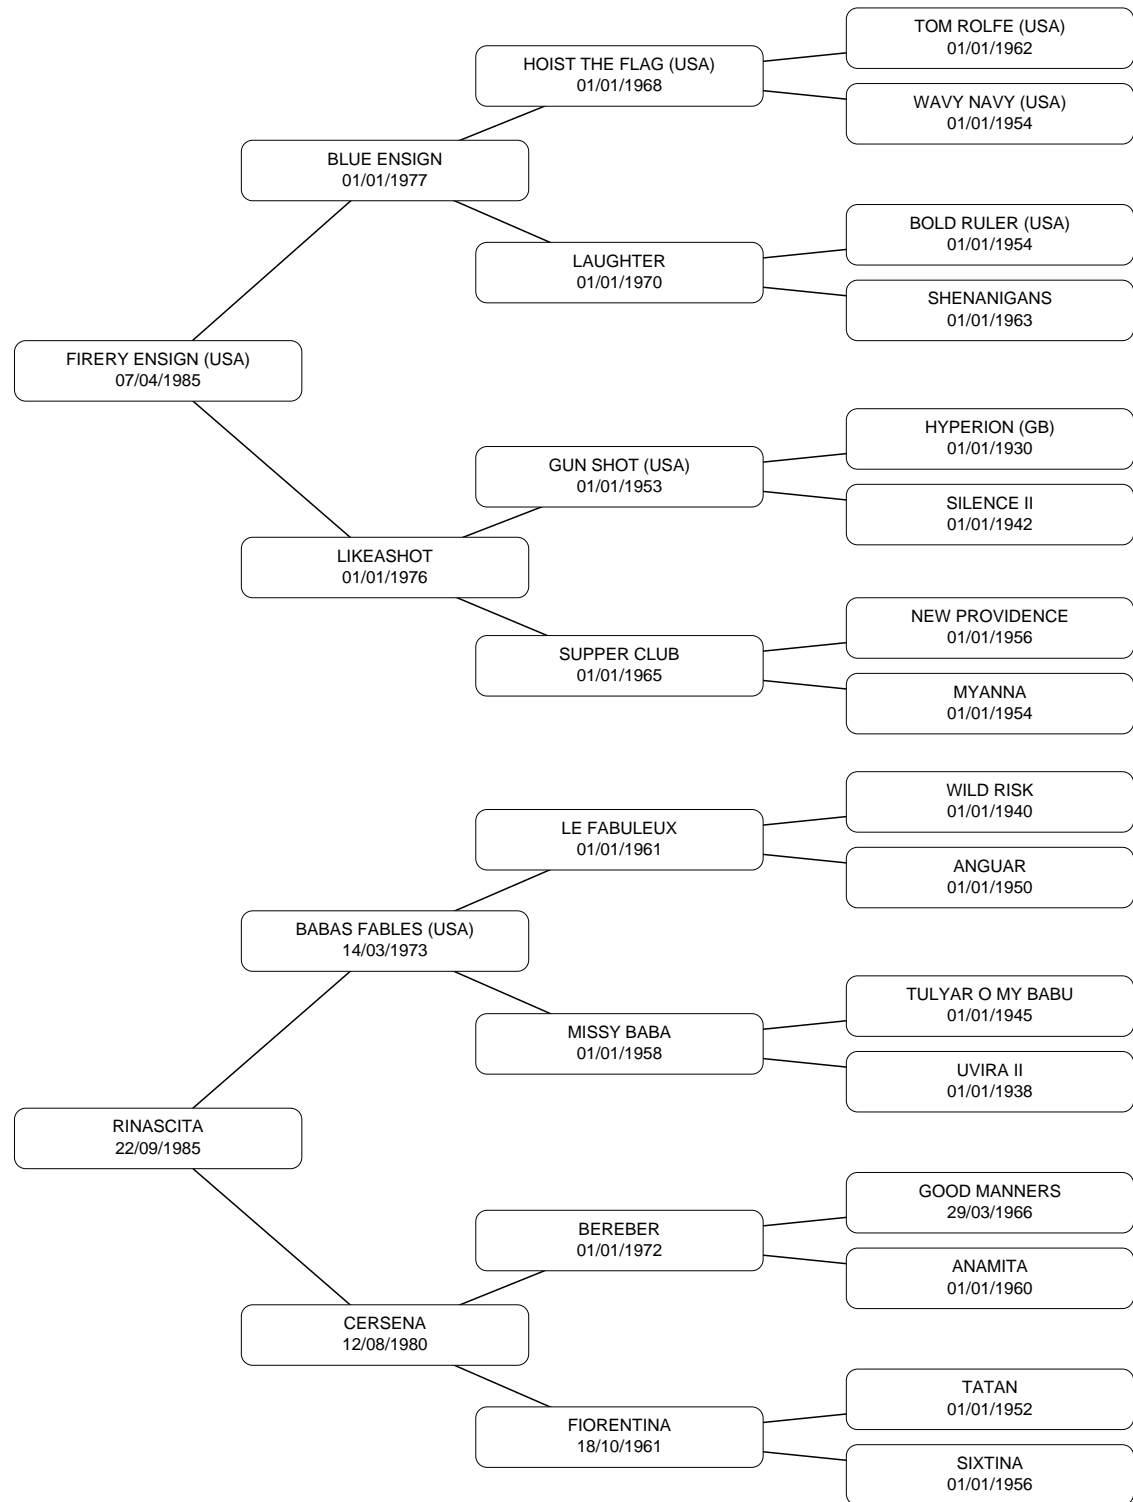 TOM ROLFE (USA)
01/01/1962
HOIST THE FLAG (USA)
01/01/1968
WAVY NAVY (USA)
01/01/1954
BLUE ENSIGN
01/01/1977
BOLD RULER (USA)
01/01/1954
LAUGHTER
01/01/1970
SHENANIGANS
01/01/1963
FIRERY ENSIGN (USA)
07/04/1985
HYPERION (GB)
01/01/1930
GUN SHOT (USA)
01/01/1953
SILENCE II
01/01/1942
LIKEASHOT
01/01/1976
NEW PROVIDENCE
01/01/1956
SUPPER CLUB
01/01/1965
MYANNA
01/01/1954
WILD RISK
01/01/1940
LE FABULEUX
01/01/1961
ANGUAR
01/01/1950
BABAS FABLES (USA)
14/03/1973
TULYAR O MY BABU
01/01/1945
MISSY BABA
01/01/1958
UVIRA II
01/01/1938
RINASCITA
22/09/1985
GOOD MANNERS
29/03/1966
BEREBER
01/01/1972
ANAMITA
01/01/1960
CERSENA
12/08/1980
TATAN
01/01/1952
FIORENTINA
18/10/1961
SIXTINA
01/01/1956